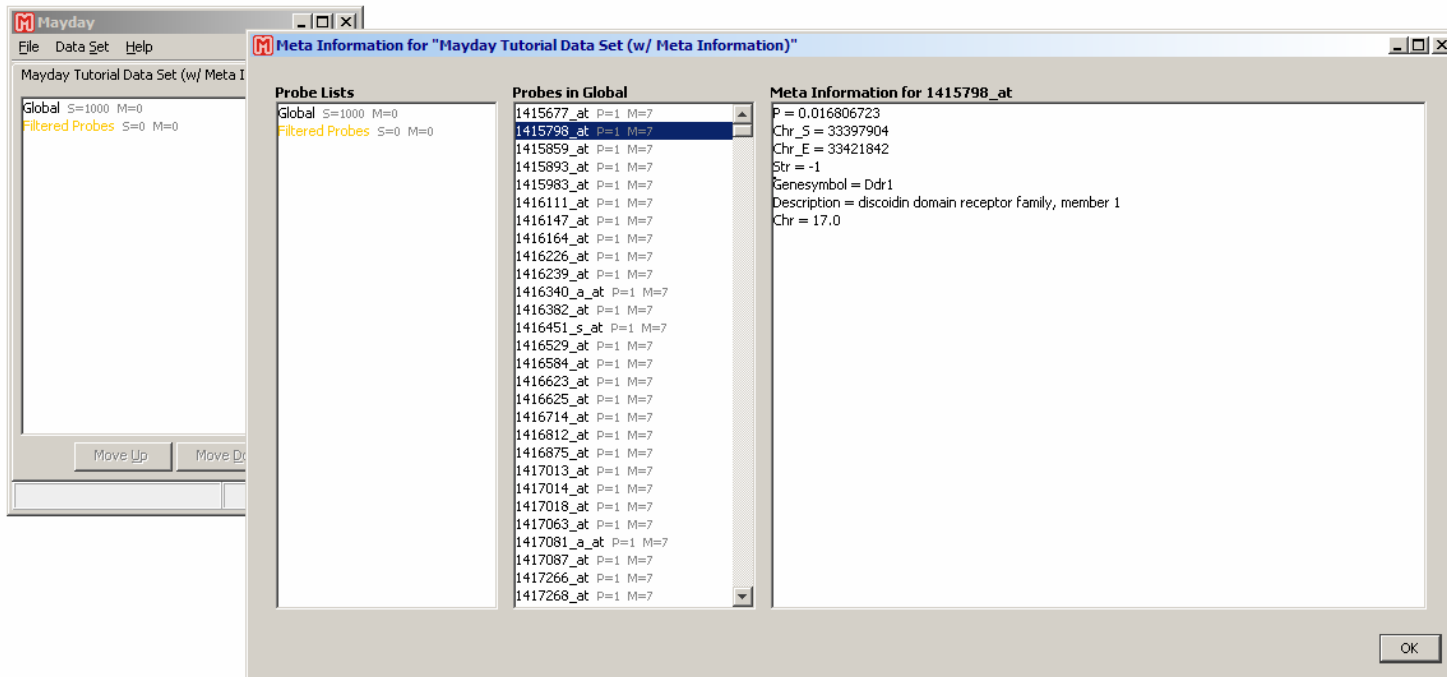 Mayday
File Data Set Help
Mayday Tutorial Data Set (w/ Meta I
Global S=1000 M=0
Filtered Probes S=0 M=0
Move Up Move Do
Meta Information for "Mayday Tutorial Data Set (w/ Meta Information)"
Probe Lists
Global S=1000 M=0
Filtered Probes S=0 M=0
Probes in Global
1415677_at P=1 M=7
1415798_at P=1 M=7
1415859_at P=1 M=7
1415893_at P=1 M=7
1415983_at P=1 M=7
1416111_at P=1 M=7
1416147_at P=1 M=7
1416164_at P=1 M=7
1416226_at P=1 M=7
1416239_at P=1 M=7
1416340_a_at P=1 M=7
1416382_at P=1 M=7
1416451_s_at P=1 M=7
1416529_at P=1 M=7
1416584_at P=1 M=7
1416623_at P=1 M=7
1416625_at P=1 M=7
1416714_at P=1 M=7
1416812_at P=1 M=7
1416875_at P=1 M=7
1417013_at P=1 M=7
1417014_at P=1 M=7
1417018_at P=1 M=7
1417063_at P=1 M=7
1417081_a_at P=1 M=7
1417087_at P=1 M=7
1417266_at P=1 M=7
1417268_at P=1 M=7
Meta Information for 1415798_at
P = 0.016806723
Chr_S = 33397904
Chr_E = 33421842
Str = -1
Genesymbol = Ddr1
Description = discoidin domain receptor family, member 1
Chr = 17.0
OK